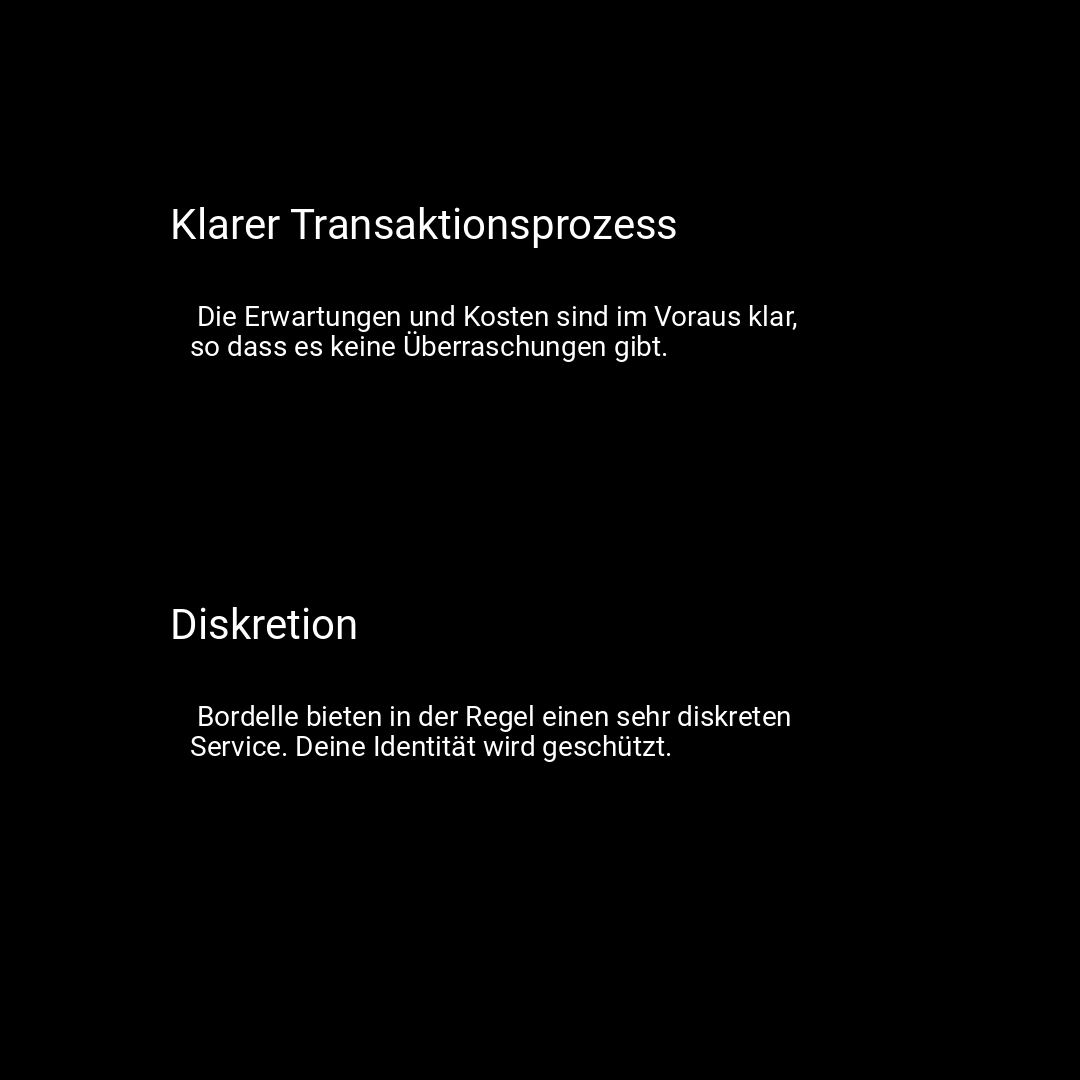 Klarer Transaktionsprozess
Die Erwartungen und Kosten sind im Voraus klar,
so dass es keine Überraschungen gibt.
Diskretion
Bordelle bieten in der Regel einen sehr diskreten
Service. Deine Identität wird geschützt.